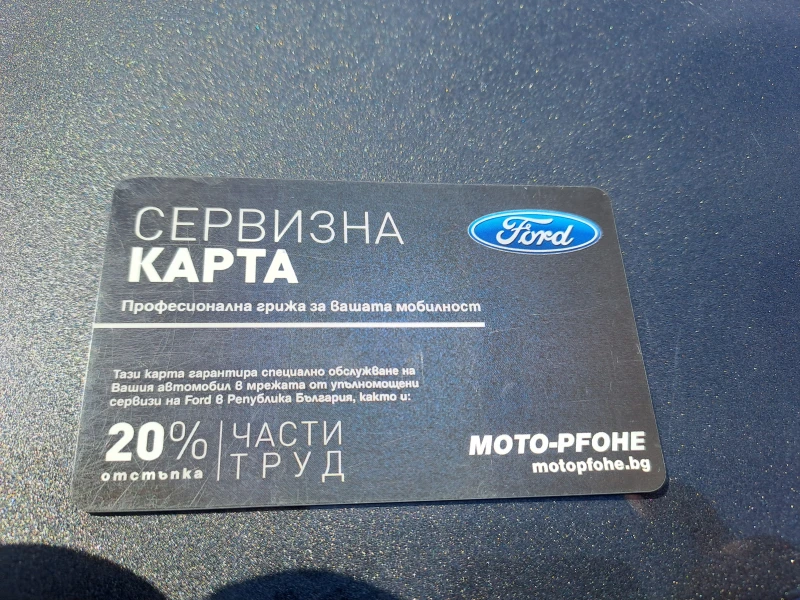 СЕРВИЗНА
КАРТА
Ford
Професионална грижа за вашата мобилност
Тази карта гарантира специално обслужване на
Вашия автомобил в мрежата от упълномощени
сервизи на Ford в Република България, както и:
20% ЧАСТИ
отстъпка ТРУД
MOTO-PFOHE
motopfohe.bg